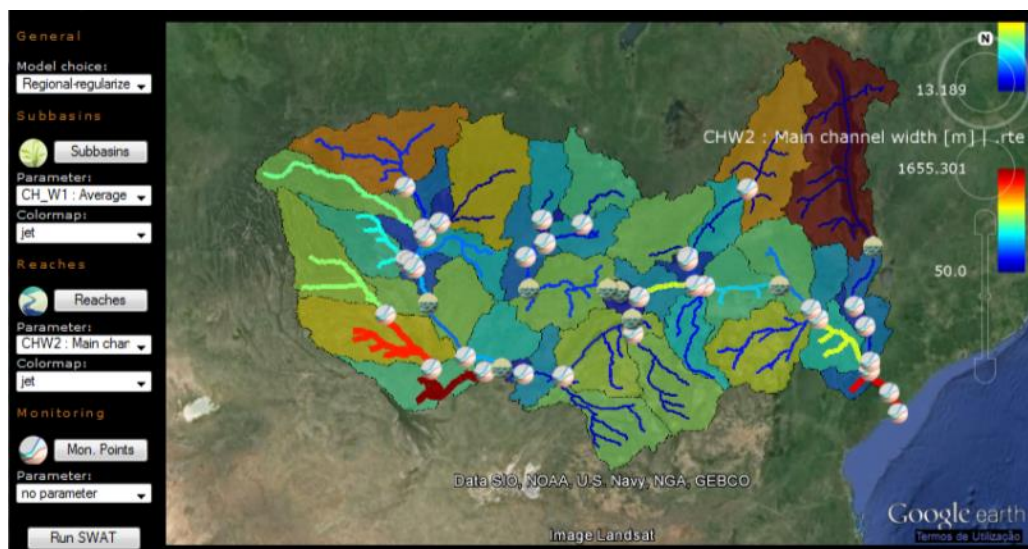 General
Model choice:
Regional-regularize
Subbasins
Subbasins
Parameter:
CH_W1 : Average
Colormap:
jet
Reaches
Reaches
Parameter:
CHW2 : Main char
Colormap:
jet
Monitoring
Mon. Points
Parameter:
no parameter
Run SWAT
N
13.189
CHW2 : Main channel width [m] | .rte
1655.301
50.0
Data SIO, NOAA, U.S. Navy, NGA, GEBCO
Image Landsat
Google earth
Termos de Utilização